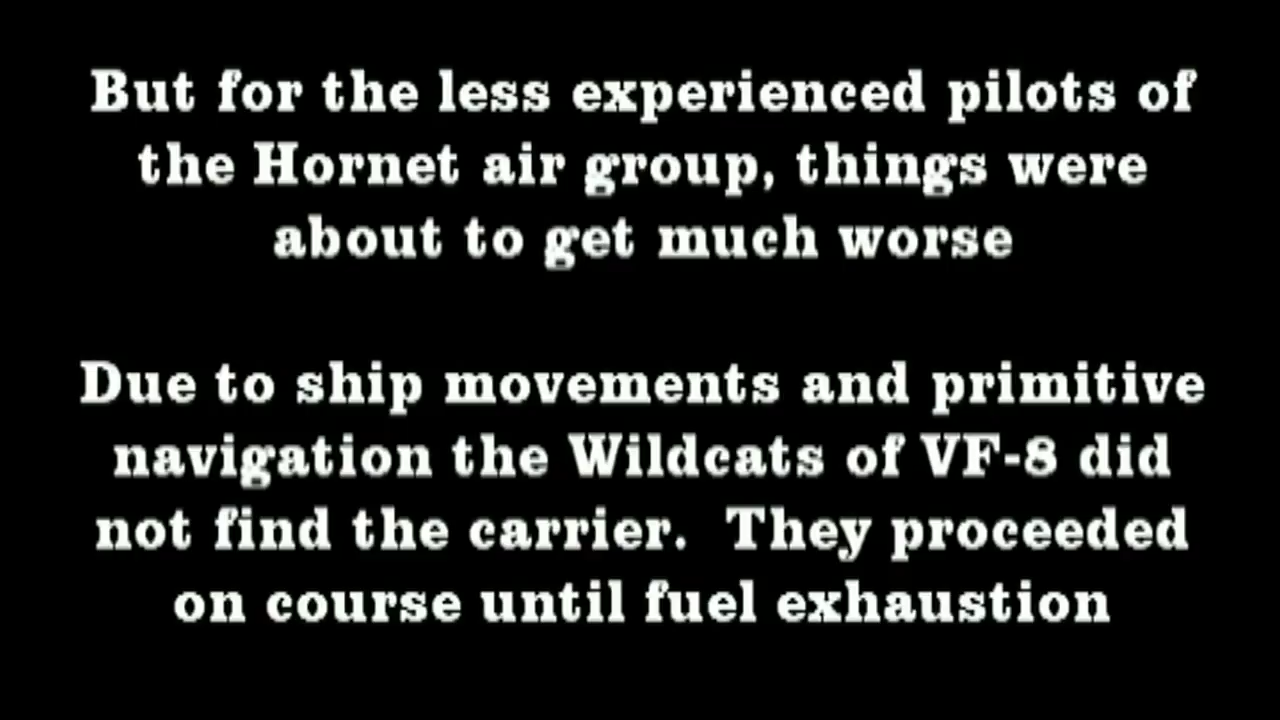 But for the less experienced pilots of
the Hornet air group, things were
about to get much worse
Due to ship movements and primitive
navigation the Wildcats of VF-8 did
not find the carrier.  They proceeded
on course until fuel exhaustion